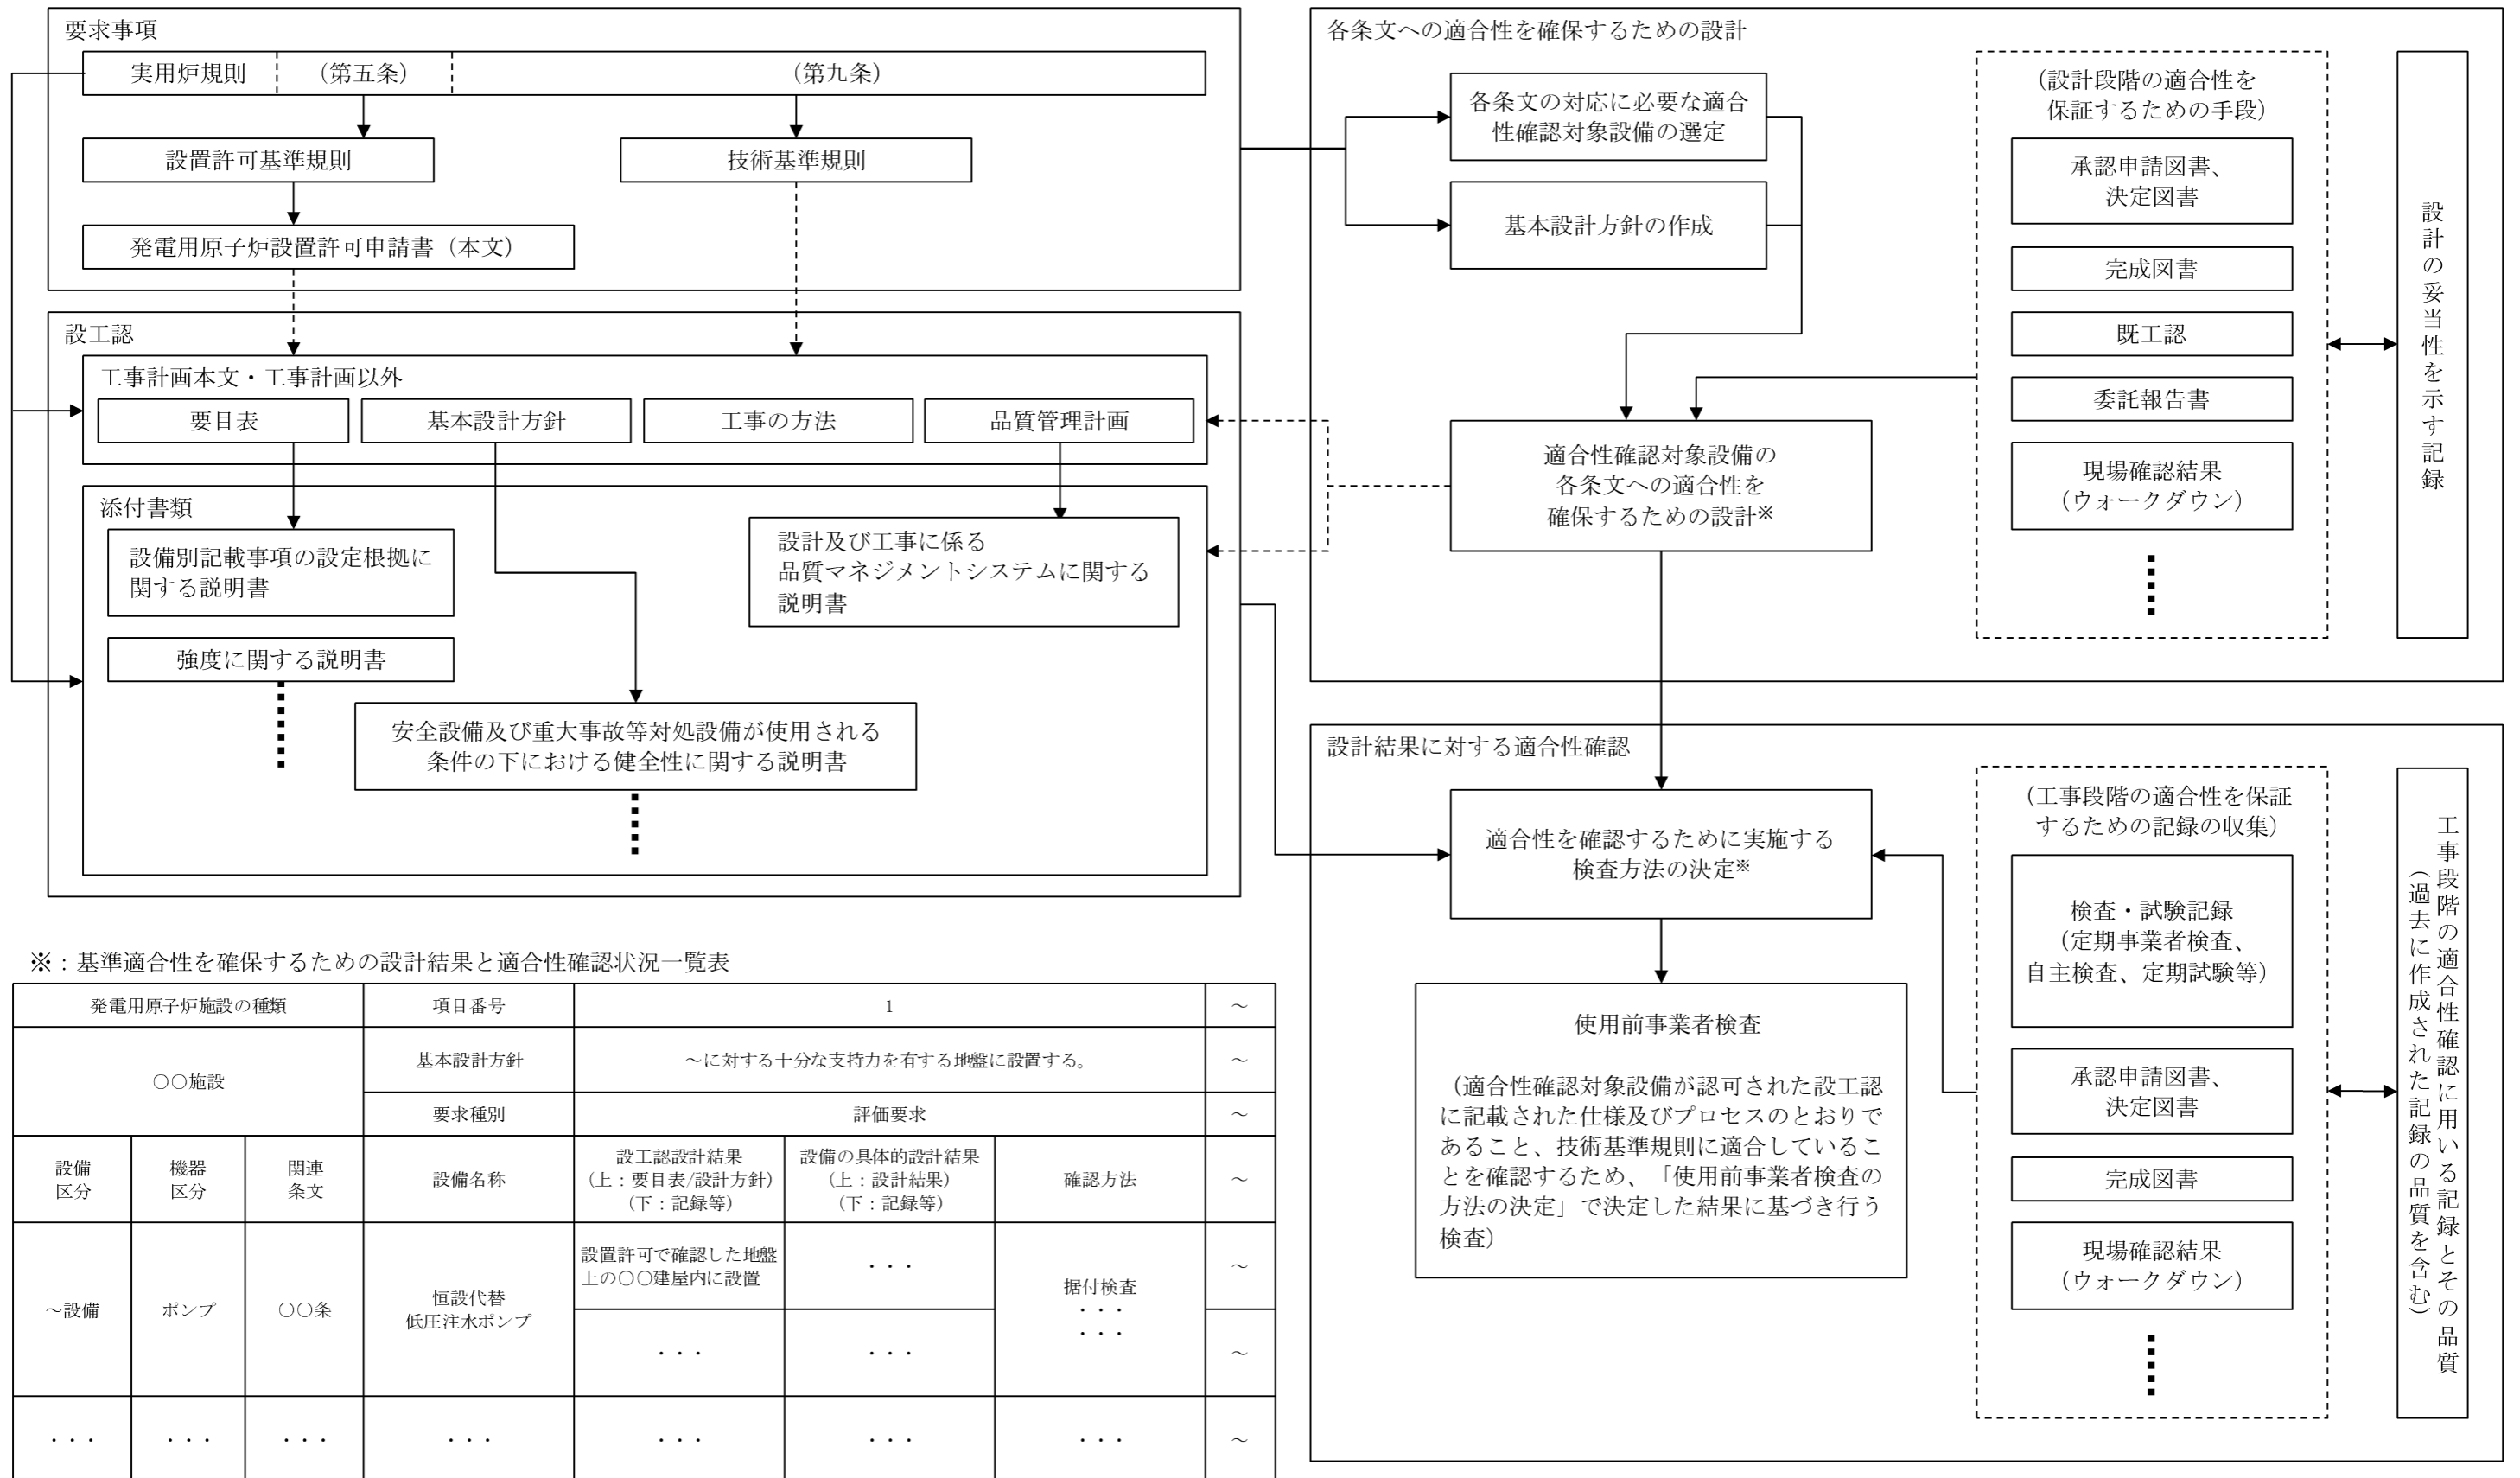 要求事項
実用炉規則
（第五条）
（第九条）
設置許可基準規則
技術基準規則
発電用原子炉設置許可申請書（本文）
設工認
工事計画本文・工事計画以外
要目表
基本設計方針
工事の方法
品質管理計画
添付書類
設備別記載事項の設定根拠に
関する説明書
設計及び工事に係る
品質マネジメントシステムに関する
説明書
強度に関する説明書
安全設備及び重大事故等対処設備が使用される
条件の下における健全性に関する説明書
各条文への適合性を確保するための設計
各条文の対応に必要な適合
性確認対象設備の選定
基本設計方針の作成
適合性確認対象設備の
各条文への適合性を
確保するための設計※
（設計段階の適合性を
保証するための手段）
承認申請図書、
決定図書
完成図書
既工認
委託報告書
現場確認結果
（ウォークダウン）
設計の妥当性を示す記録
設計結果に対する適合性確認
適合性を確認するために実施する
検査方法の決定※
使用前事業者検査
（適合性確認対象設備が認可された設工認
に記載された仕様及びプロセスのとおりで
あること、技術基準規則に適合しているこ
とを確認するため、「使用前事業者検査の
方法の決定」で決定した結果に基づき行う
検査）
（工事段階の適合性を保証
するための記録の収集）
検査・試験記録
（定期事業者検査、
自主検査、定期試験等）
承認申請図書、
決定図書
完成図書
現場確認結果
（ウォークダウン）
工事段階の適合性確認に用いる記録とその品質
（過去に作成された記録の品質を含む）
※：基準適合性を確保するための設計結果と適合性確認状況一覧表
発電用原子炉施設の種類
項目番号
1
～
○○施設
基本設計方針
～に対する十分な支持力を有する地盤に設置する。
～
要求種別
評価要求
～
設備
区分
機器
区分
関連
条文
設備名称
設工認設計結果
（上：要目表/設計方針）
（下：記録等）
設備の具体的設計結果
（上：設計結果）
（下：記録等）
確認方法
～
～設備
ポンプ
○○条
恒設代替
低圧注水ポンプ
設置許可で確認した地盤
上の○○建屋内に設置
・・・
据付検査
・・・
・・・
～
・・・
・・・
～
・・・
・・・
・・・
・・・
・・・
・・・
・・・
～